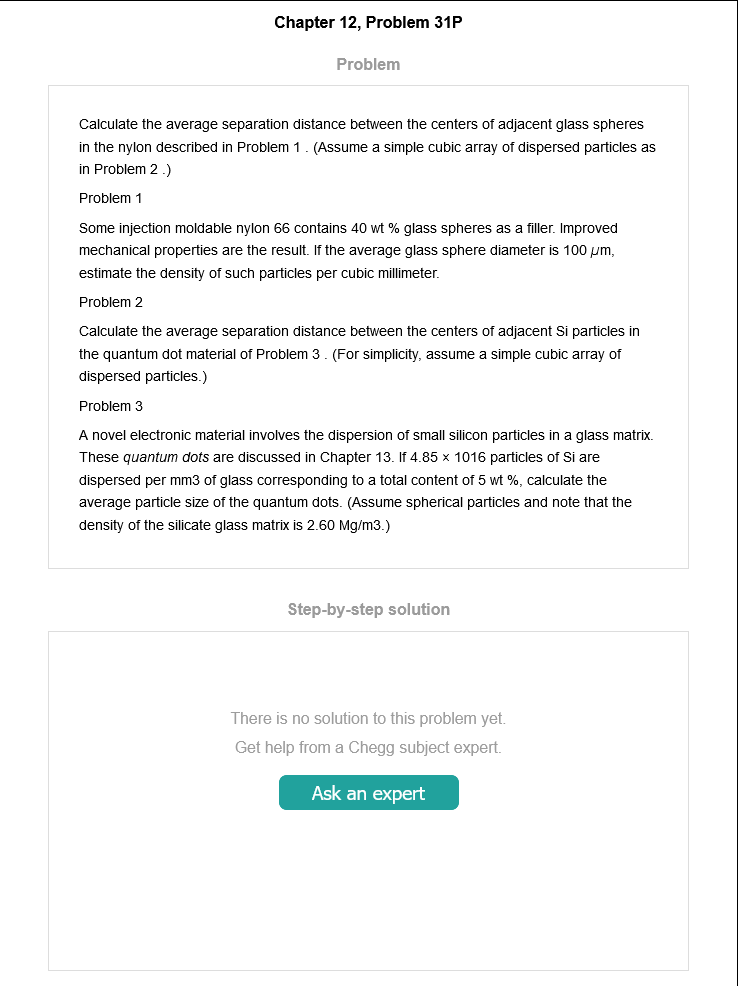 Chapter 12, Problem 31P
Problem
Calculate the average separation distance between the centers of adjacent glass spheres
in the nylon described in Problem 1 . (Assume a simple cubic array of dispersed particles as
in Problem 2 .)
Problem 1
Some injection moldable nylon 66 contains 40 wt % glass spheres as a filler. Improved
mechanical properties are the result. If the average glass sphere diameter is 100 μm,
estimate the density of such particles per cubic millimeter.
Problem 2
Calculate the average separation distance between the centers of adjacent Si particles in
the quantum dot material of Problem 3 . (For simplicity, assume a simple cubic array of
dispersed particles.)
Problem 3
A novel electronic material involves the dispersion of small silicon particles in a glass matrix.
These quantum dots are discussed in Chapter 13. If 4.85 × 1016 particles of Si are
dispersed per mm3 of glass corresponding to a total content of 5 wt %, calculate the
average particle size of the quantum dots. (Assume spherical particles and note that the
density of the silicate glass matrix is 2.60 Mg/m3.)
Step-by-step solution
There is no solution to this problem yet.
Get help from a Chegg subject expert.
Ask an expert